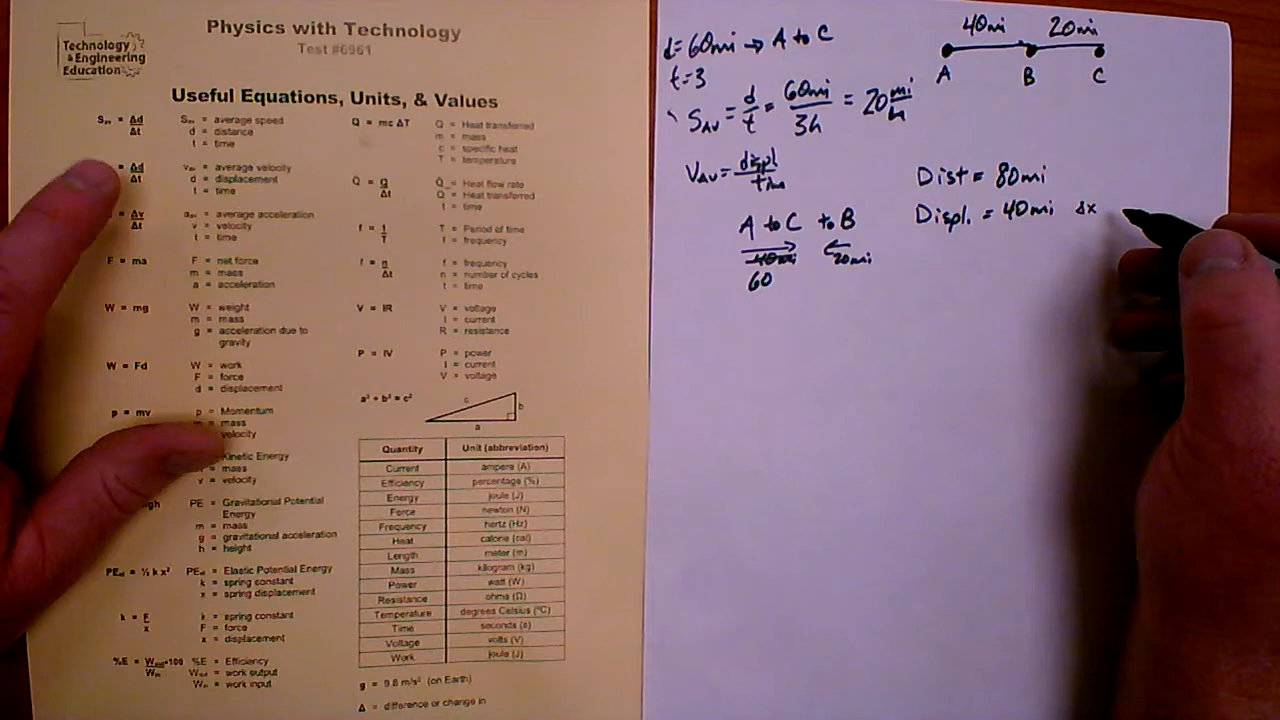 Technology
& Engineering
Education
Physics with Technology
Test #6961
Useful Equations, Units, & Values
Sav = Δd
Δt
Sav = average speed
d = distance
t = time
= Δd
Δt
vav = average velocity
d = displacement
t = time
= Δv
Δt
aav = average acceleration
v = velocity
t = time
F = ma
F = net force
m = mass
a = acceleration
W = mg
W = weight
m = mass
g = acceleration due to
gravity
W = Fd
W = work
F = force
d = displacement
p = mv
p = Momentum
m = mass
velocity
Kinetic Energy
= mass
v = velocity
PE = Gravitational Potential
Energy
m = mass
g = gravitational acceleration
h = height
PEel = ½ k x²
PEel = Elastic Potential Energy
k = spring constant
x = spring displacement
k = F
x
k = spring constant
F = force
x = displacement
%E = Wout•100
Win
%E = Efficiency
Wout = work output
Win = work input
Q = mc ΔT
Q = Heat transferred
m = mass
c = specific heat
T = temperature
Q = Q
Δt
Q = Heat flow rate
Q = Heat transferred
t = time
f = 1
T
T = Period of time
f = frequency
f = n
Δt
f = frequency
n = number of cycles
t = time
V = IR
V = voltage
I = current
R = resistance
P = IV
P = power
I = current
V = voltage
a² + b² = c²
c
b
a
Quantity Unit (abbreviation)
Current ampere (A)
Efficiency percentage (%)
Energy joule (J)
Force newton (N)
Frequency hertz (Hz)
Heat calorie (cal)
Length meter (m)
Mass kilogram (kg)
Power watt (W)
Resistance ohms (Ω)
Temperature degrees Celsius (°C)
Time seconds (s)
Voltage volts (V)
Work joule (J)
g = 9.8 m/s² (on Earth)
Δ = difference or change in
d=60mi → A to C
t=3
SAV = d/t = 60mi/3h = 20 mi/h
VAV = displ/time
A to C to B
40mi 20mi
60
40mi 20mi
A B C
Dist = 80mi
Displ. = 40mi Δx